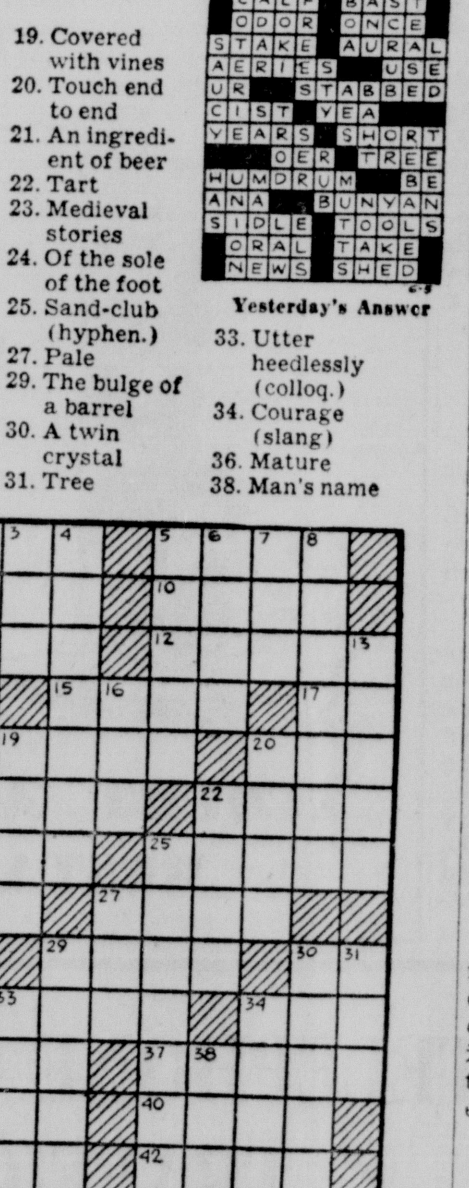 19. Covered
with vines
20. Touch end
to end
21. An ingredi-
ent of beer
22. Tart
23. Medieval
stories
24. Of the sole
of the foot
25. Sand-club
(hyphen.)
27. Pale
29. The bulge of
a barrel
30. A twin
crystal
31. Tree
CALF BAST
ODOR ONCE
STAKE AURAL
AERIES USE
UR STABBED
CIST YEA
YEARS SHORT
OER TREE
HUMDRUM BE
ANA BUNYAN
SIDLE TOOLS
ORAL TAKE
NEWS SHED
6-5
Yesterday's Answer
33. Utter
heedlessly
(colloq.)
34. Courage
(slang)
36. Mature
38. Man's name
3 4 5 6 7 8
10
12 13
15 16 17
19 20
22
25
27
29 30 31
33 34
37 38
40
42